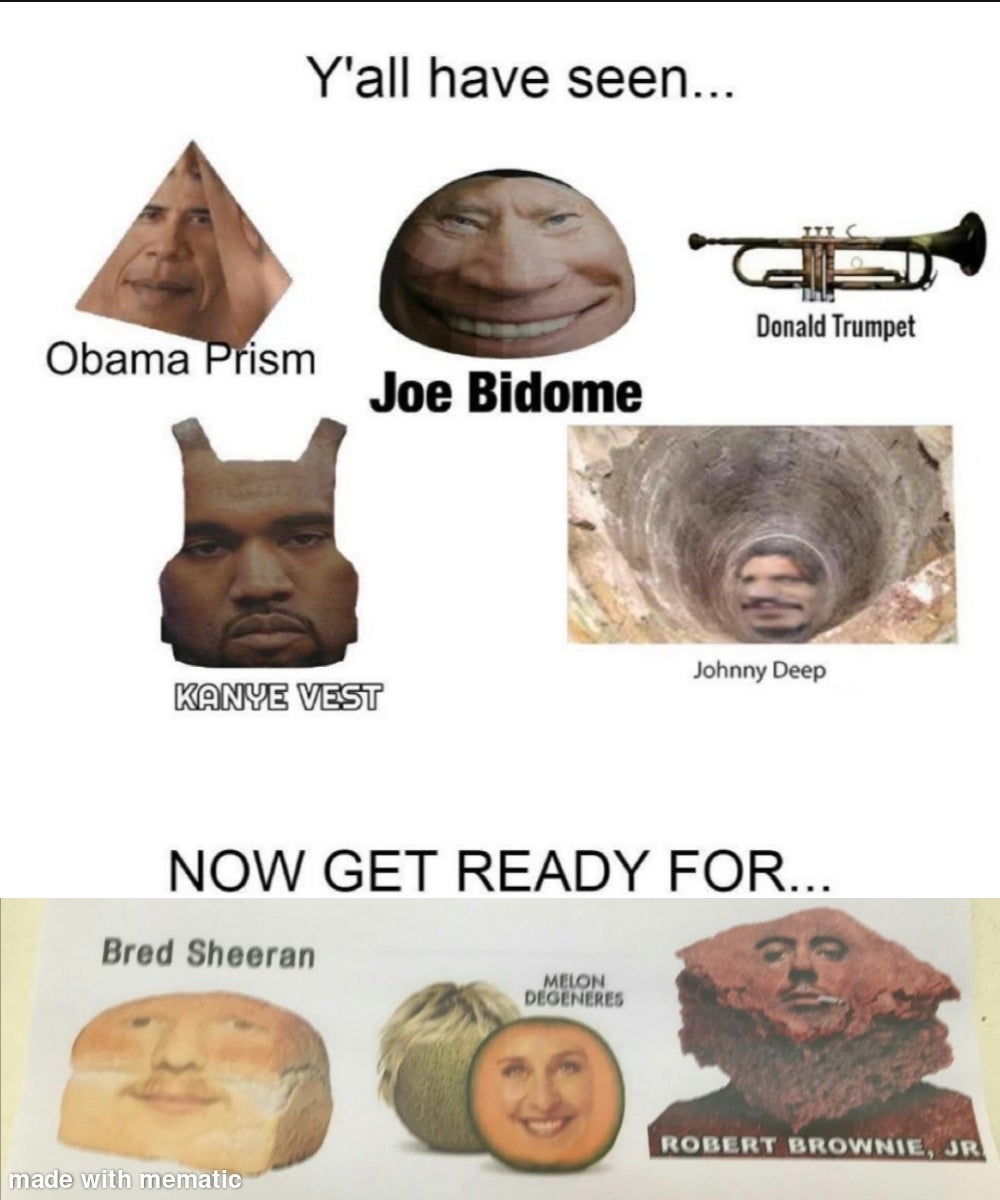 Y'all have seen...
Obama Prism
Joe Bidome
Donald Trumpet
KANYE VEST
Johnny Deep
NOW GET READY FOR...
Bred Sheeran
MELON
DEGENERES
ROBERT BROWNIE, JR.
made with mematic